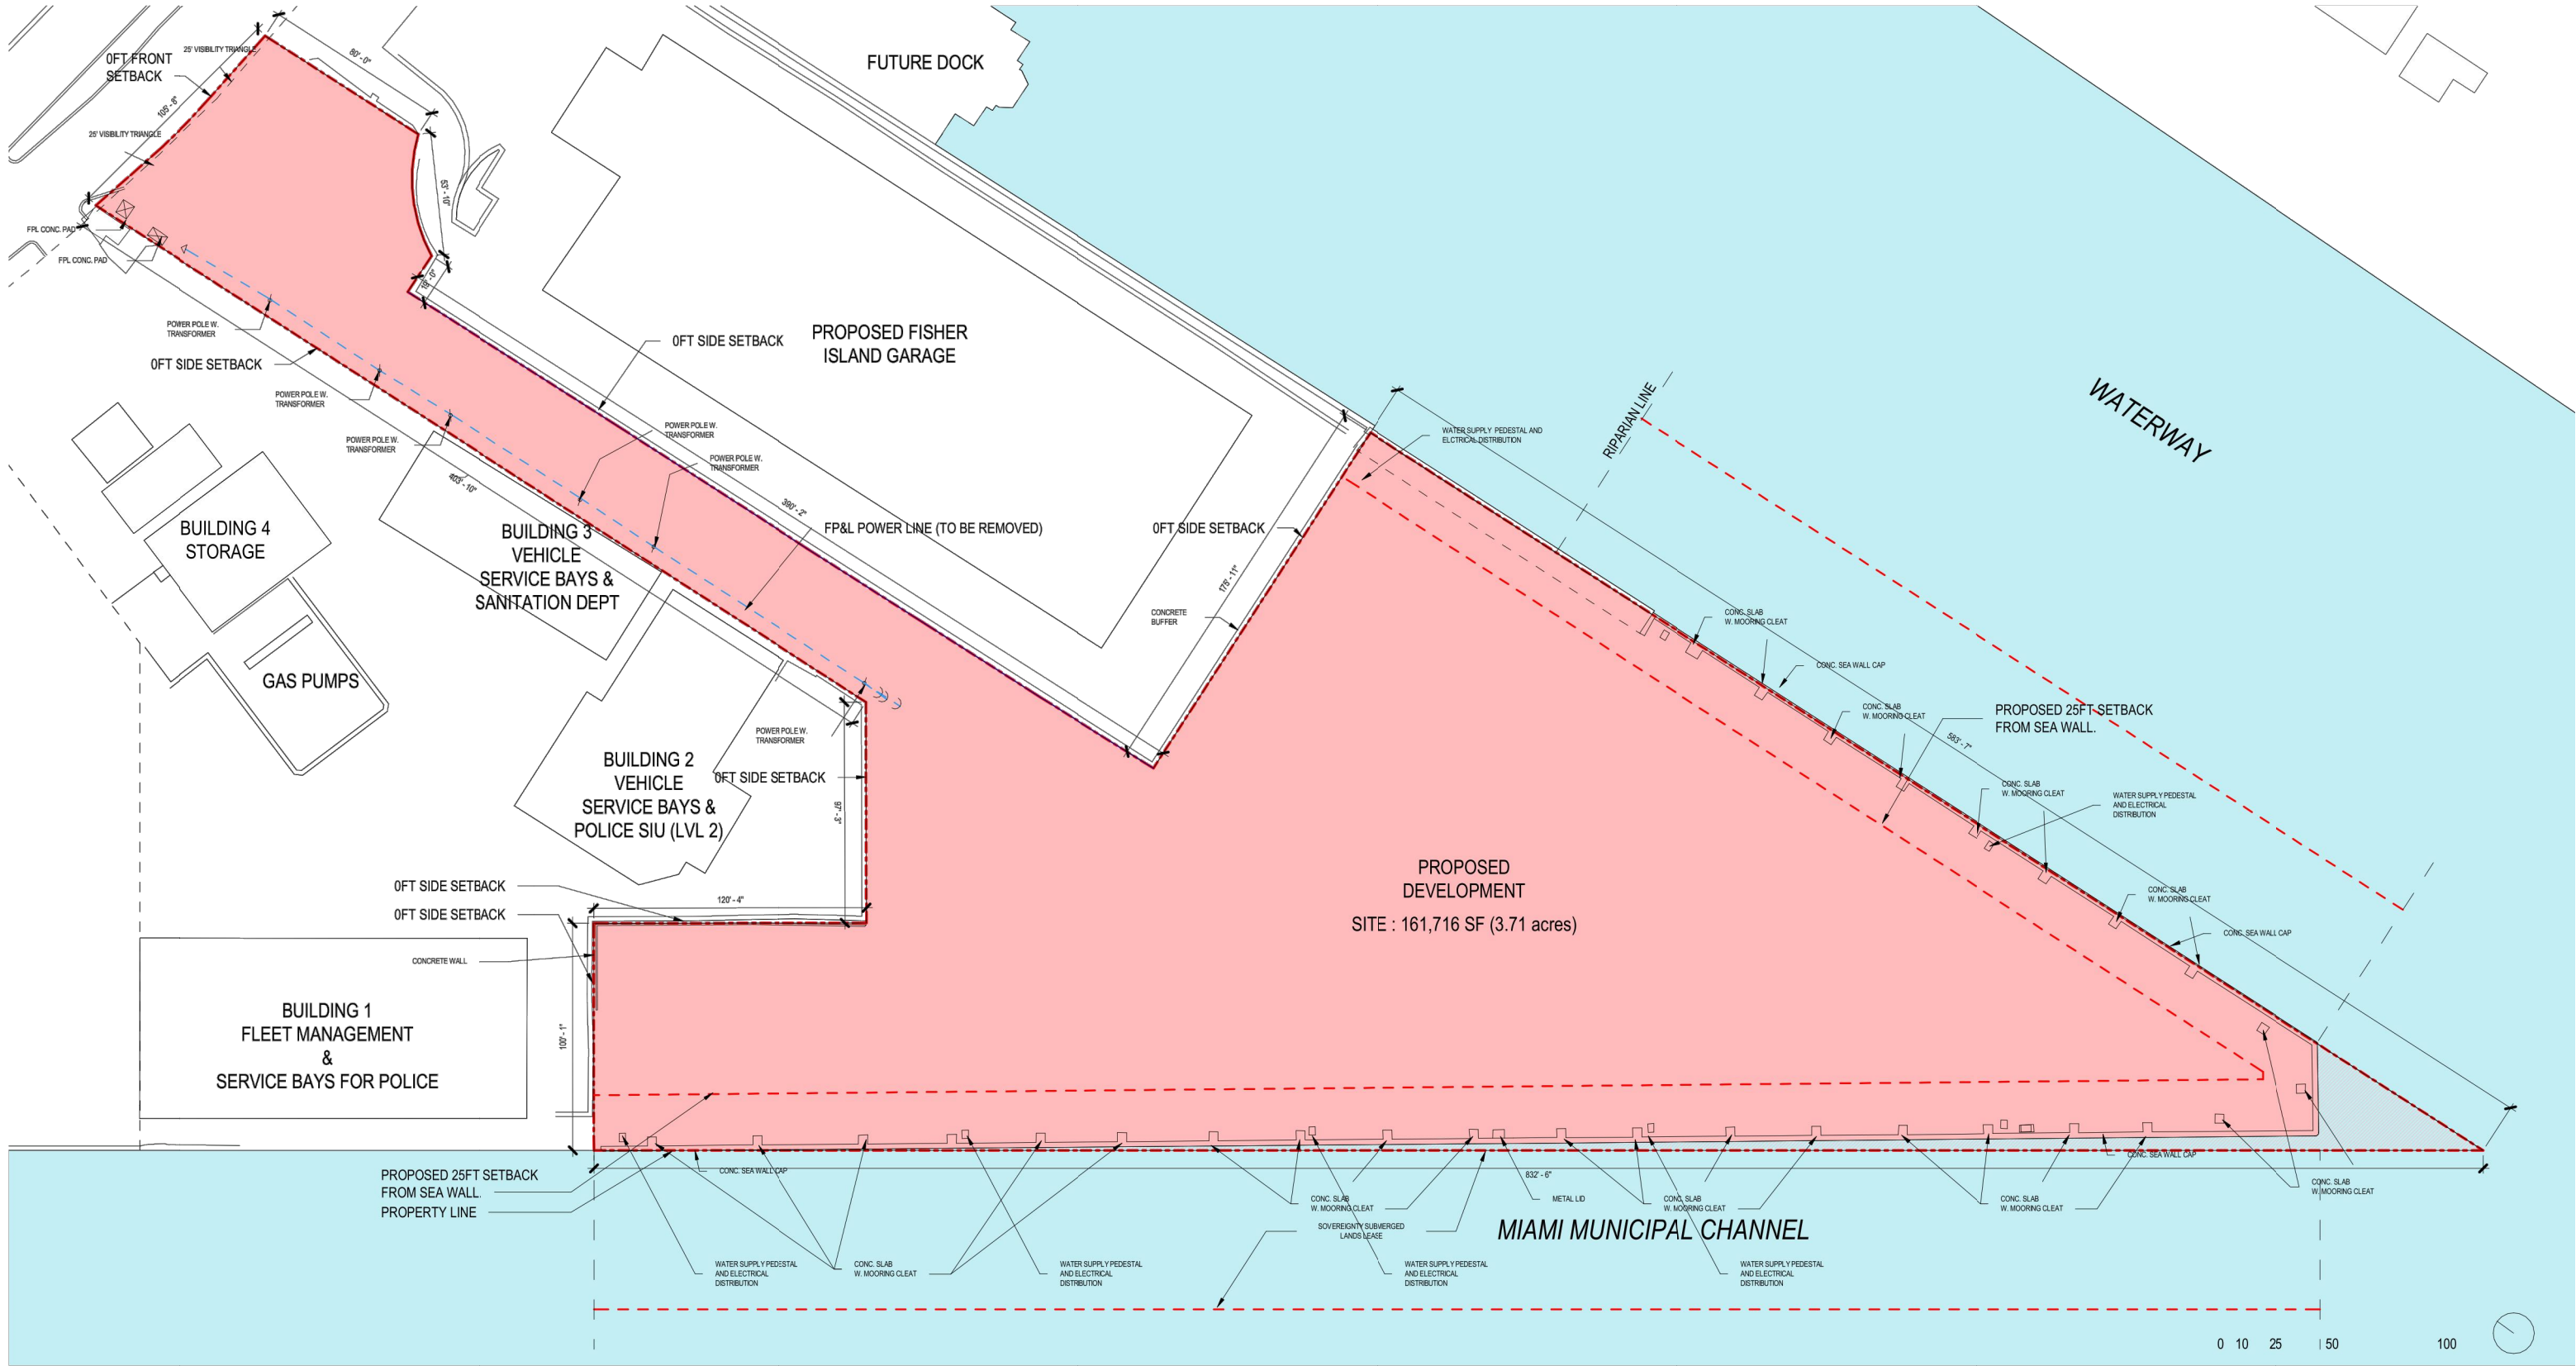 25' VISIBILITY TRIANGLE
0FT FRONT
SETBACK
80' - 0"
FUTURE DOCK
105' - 8"
25' VISIBILITY TRIANGLE
53' - 10"
FPL CONC. PAD
FPL CONC. PAD
POWER POLE W.
TRANSFORMER
0FT SIDE SETBACK
0FT SIDE SETBACK
PROPOSED FISHER
ISLAND GARAGE
POWER POLE W.
TRANSFORMER
POWER POLE W.
TRANSFORMER
POWER POLE W.
TRANSFORMER
POWER POLE W.
TRANSFORMER
390' - 2"
FP&L POWER LINE (TO BE REMOVED)
0FT SIDE SETBACK
WATER SUPPLY PEDESTAL AND
ELCTRICAL DISTRIBUTION
RIPARIAN LINE
WATERWAY
BUILDING 4
STORAGE
BUILDING 3
VEHICLE
SERVICE BAYS &
SANITATION DEPT
175' - 11"
CONCRETE
BUFFER
CONC. SLAB
W. MOORING CLEAT
CONC. SEA WALL CAP
GAS PUMPS
CONC. SLAB
W. MOORING CLEAT
PROPOSED 25FT SETBACK
FROM SEA WALL.
583' - 7"
POWER POLE W.
TRANSFORMER
BUILDING 2
VEHICLE
SERVICE BAYS &
POLICE SIU (LVL 2)
0FT SIDE SETBACK
97' - 3"
CONC. SLAB
W. MOORING CLEAT
WATER SUPPLY PEDESTAL
AND ELECTRICAL
DISTRIBUTION
PROPOSED
DEVELOPMENT
SITE : 161,716 SF (3.71 acres)
0FT SIDE SETBACK
120' - 4"
0FT SIDE SETBACK
CONC. SLAB
W. MOORING CLEAT
CONC. SEA WALL CAP
CONCRETE WALL
BUILDING 1
FLEET MANAGEMENT
&
SERVICE BAYS FOR POLICE
100' - 1"
CONC. SEA WALL CAP
PROPOSED 25FT SETBACK
FROM SEA WALL.
CONC. SEA WALL CAP
832' - 6"
PROPERTY LINE
CONC. SLAB
W. MOORING CLEAT
METAL LID
CONC. SLAB
W. MOORING CLEAT
CONC. SLAB
W. MOORING CLEAT
CONC. SLAB
W. MOORING CLEAT
SOVEREIGNTY SUBMERGED
LANDS LEASE
MIAMI MUNICIPAL CHANNEL
WATER SUPPLY PEDESTAL
AND ELECTRICAL
DISTRIBUTION
CONC. SLAB
W. MOORING CLEAT
WATER SUPPLY PEDESTAL
AND ELECTRICAL
DISTRIBUTION
WATER SUPPLY PEDESTAL
AND ELECTRICAL
DISTRIBUTION
WATER SUPPLY PEDESTAL
AND ELECTRICAL
DISTRIBUTION
0 10 25 50 100